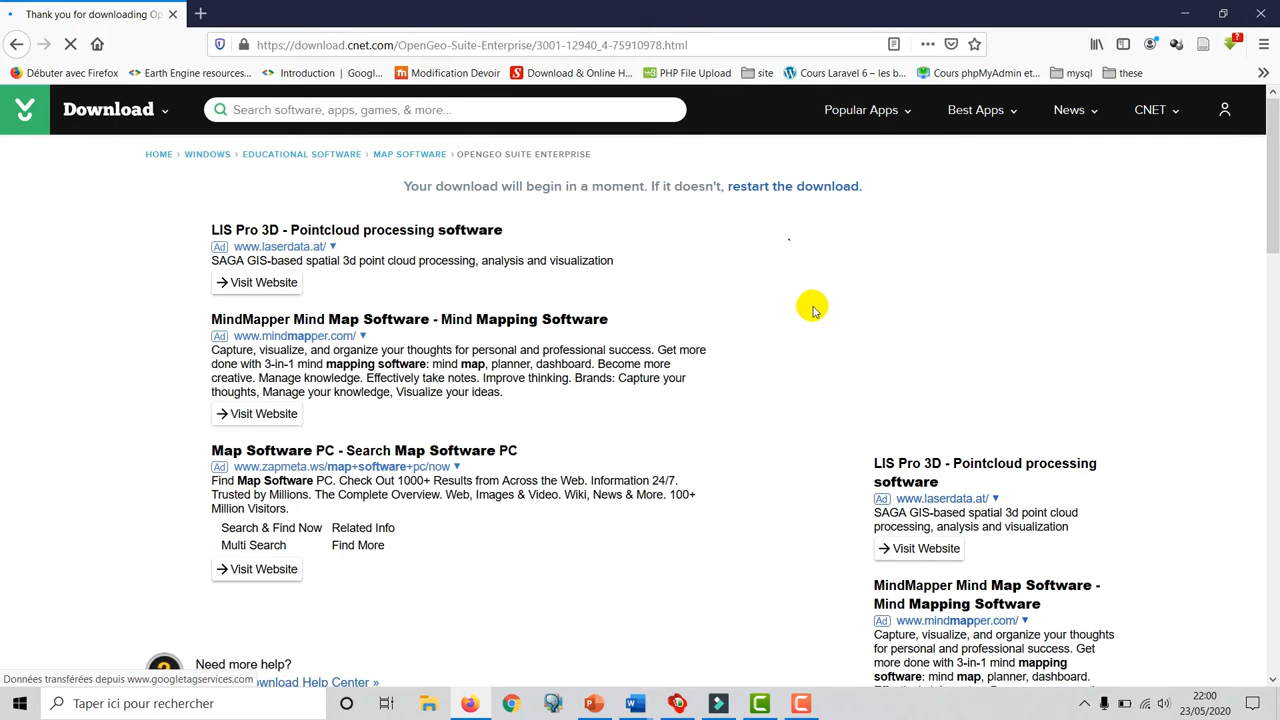 Thank you for downloading Op
https://download.cnet.com/OpenGeo-Suite-Enterprise/3001-12940_4-75910978.html
Débuter avec Firefox
Earth Engine resources...
Introduction | Googl...
Modification Devoir
Download & Online H...
PHP File Upload
site
Cours Laravel 6 – les b...
Cours phpMyAdmin et...
mysql
these
Download
Search software, apps, games, & more...
Popular Apps
Best Apps
News
CNET
HOME › WINDOWS › EDUCATIONAL SOFTWARE › MAP SOFTWARE › OPENGEO SUITE ENTERPRISE
Your download will begin in a moment. If it doesn't, restart the download.
LIS Pro 3D - Pointcloud processing software
Ad www.laserdata.at/
SAGA GIS-based spatial 3d point cloud processing, analysis and visualization
Visit Website
MindMapper Mind Map Software - Mind Mapping Software
Ad www.mindmapper.com/
Capture, visualize, and organize your thoughts for personal and professional success. Get more
done with 3-in-1 mind mapping software: mind map, planner, dashboard. Become more
creative. Manage knowledge. Effectively take notes. Improve thinking. Brands: Capture your
thoughts, Manage your knowledge, Visualize your ideas.
Visit Website
Map Software PC - Search Map Software PC
Ad www.zapmeta.ws/map+software+pc/now
Find Map Software PC. Check Out 1000+ Results from Across the Web. Information 24/7.
Trusted by Millions. The Complete Overview. Web, Images & Video. Wiki, News & More. 100+
Million Visitors.
Search & Find Now Related Info
Multi Search Find More
Visit Website
LIS Pro 3D - Pointcloud processing
software
Ad www.laserdata.at/
SAGA GIS-based spatial 3d point cloud
processing, analysis and visualization
Visit Website
MindMapper Mind Map Software -
Mind Mapping Software
Ad www.mindmapper.com/
Capture, visualize, and organize your thoughts
for personal and professional success. Get
more done with 3-in-1 mind mapping
software: mind map, planner, dashboard.
Need more help?
ownload Help Center »
Données transférées depuis www.googletagservices.com
Taper ici pour rechercher
22:00
23/05/2020